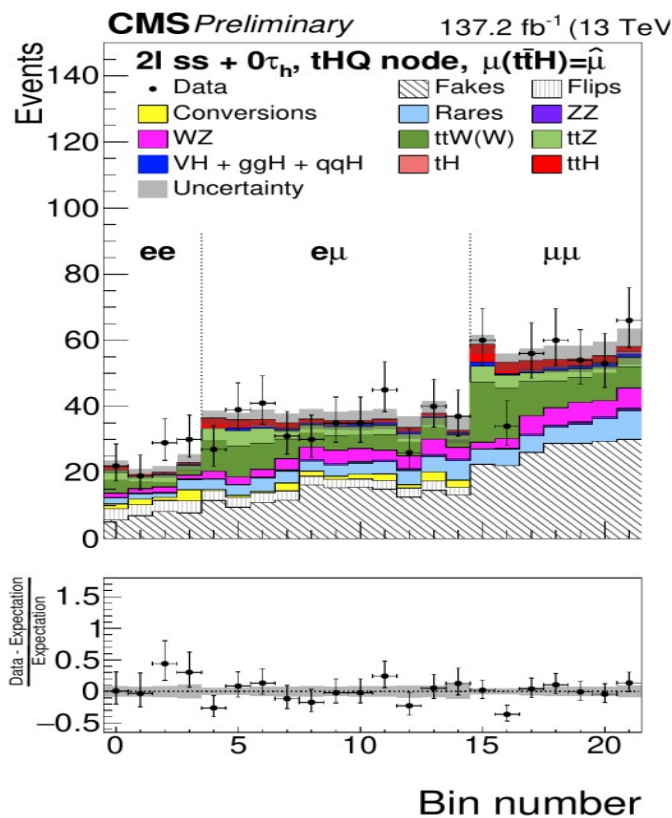 CMS Preliminary 137.2 fb⁻¹ (13 TeV
2l ss + 0τₕ, tHQ node, μ(tt̄H)=μ̂
Data Fakes Flips
Conversions Rares ZZ
WZ ttW(W) ttZ
VH + ggH + qqH tH ttH
Uncertainty
Events
140
120
100
80
60
40
20
0
ee eμ μμ
Data - Expectation
Expectation
1.5
1
0.5
0
−0.5
0 5 10 15 20
Bin number